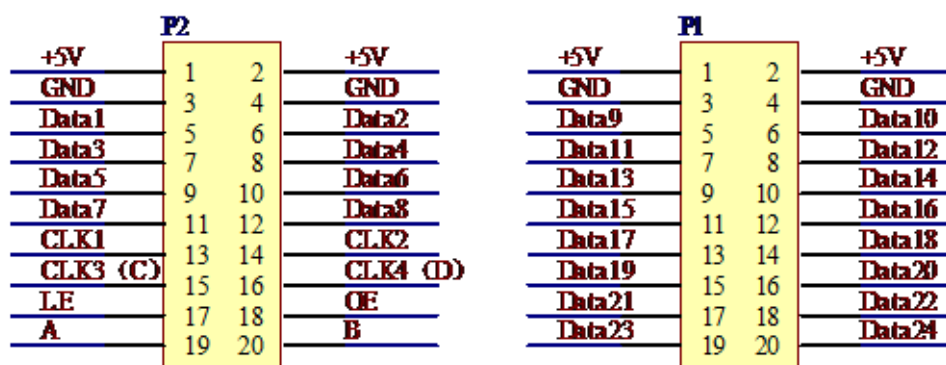 P2 P1
+5V 1 2 +5V +5V 1 2 +5V
GND 3 4 GND GND 3 4 GND
Data1 5 6 Data2 Data9 5 6 Data10
Data3 7 8 Data4 Data11 7 8 Data12
Data5 9 10 Data6 Data13 9 10 Data14
Data7 11 12 Data8 Data15 11 12 Data16
CLK1 13 14 CLK2 Data17 13 14 Data18
CLK3 (C) 15 16 CLK4 (D) Data19 15 16 Data20
LE 17 18 OE Data21 17 18 Data22
A 19 20 B Data23 19 20 Data24